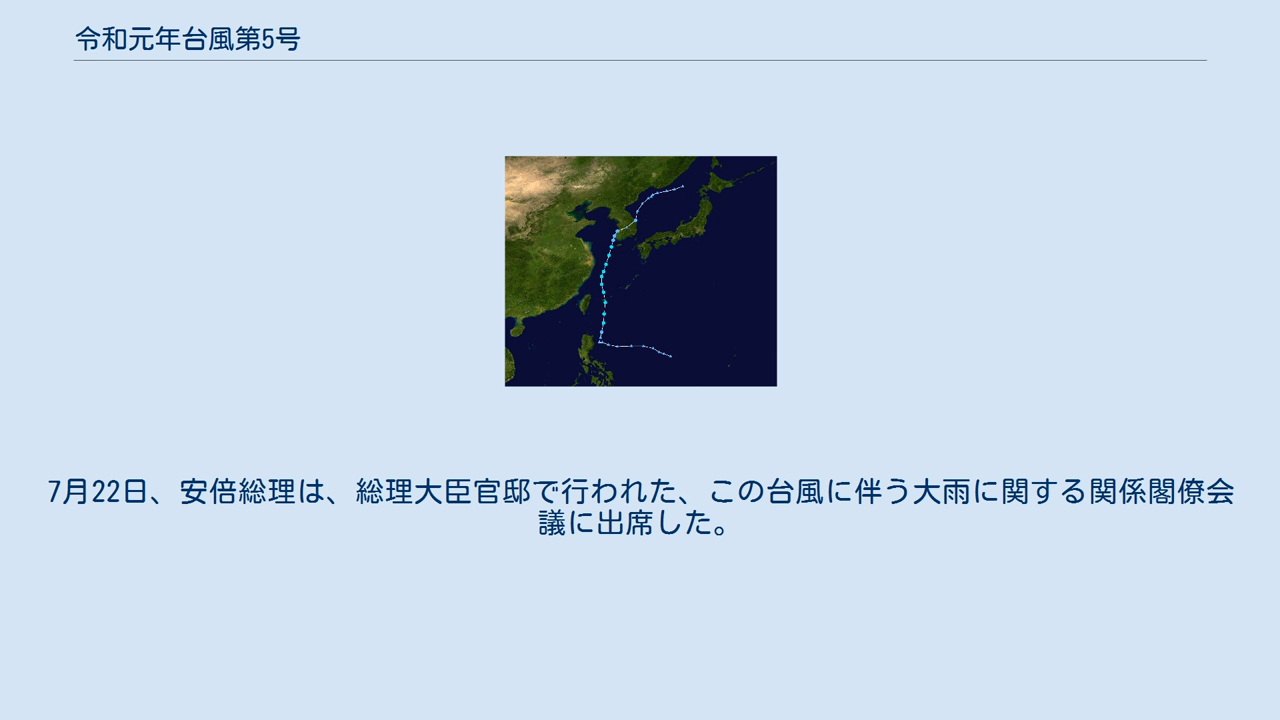 令和元年台風第5号
7月22日、安倍総理は、総理大臣官邸で行われた、この台風に伴う大雨に関する関係閣僚会
議に出席した。